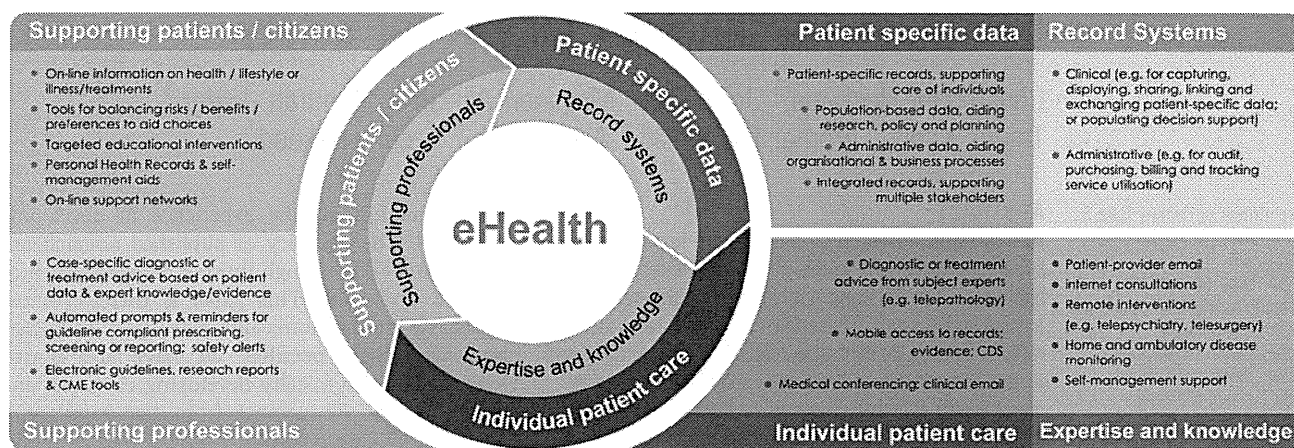 Supporting patients / citizens
On-line information on health / lifestyle or
illness/treatments
Tools for balancing risks / benefits /
preferences to aid choices
Targeted educational interventions
Personal Health Records & self-
management aids
On-line support networks
Case-specific diagnostic or
treatment advice based on patient
data & expert knowledge/evidence
Automated prompts & reminders for
guideline compliant prescribing,
screening or reporting; safety alerts
Electronic guidelines, research reports
& CME tools
Supporting professionals
Supporting patients / citizens
Patient specific data
Individual patient care
Supporting professionals
Record systems
Expertise and knowledge
eHealth
Patient specific data
Patient-specific records, supporting
care of individuals
Population-based data, aiding
research, policy and planning
Administrative data, aiding
organisational & business processes
Integrated records, supporting
multiple stakeholders
Record Systems
Clinical (e.g. for capturing,
displaying, sharing, linking and
exchanging patient-specific data;
or populating decision support)
Administrative (e.g. for audit,
purchasing, billing and tracking
service utilisation)
Diagnostic or treatment
advice from subject experts
(e.g. telepathology)
Mobile access to records;
evidence; CDS
Medical conferencing; clinical email
Individual patient care
Patient-provider email
Internet consultations
Remote interventions
(e.g. telepsychiatry, telesurgery)
Home and ambulatory disease
monitoring
Self-management support
Expertise and knowledge